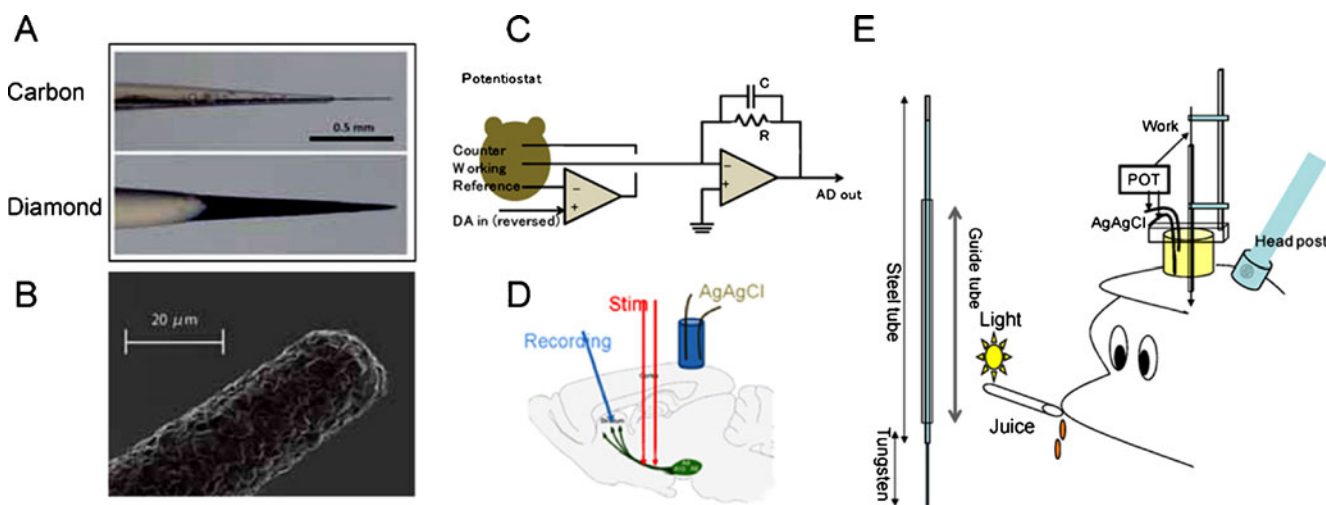 A
Carbon
0.5 mm
Diamond
B
20 μm
C
Potentiostat
Counter
Working
Reference
DA in (reversed)
C
R
AD out
D
Stim
AgAgCl
Recording
E
Steel tube
Guide tube
Tungsten
Light
Juice
Work
POT
AgAgCl
Head post